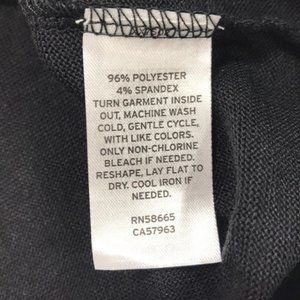 96% POLYESTER
4% SPANDEX
TURN GARMENT INSIDE
OUT, MACHINE WASH
COLD, GENTLE CYCLE,
WITH LIKE COLORS.
ONLY NON-CHLORINE
BLEACH IF NEEDED.
RESHAPE, LAY FLAT TO
DRY. COOL IRON IF
NEEDED.
RN58665
CA57963